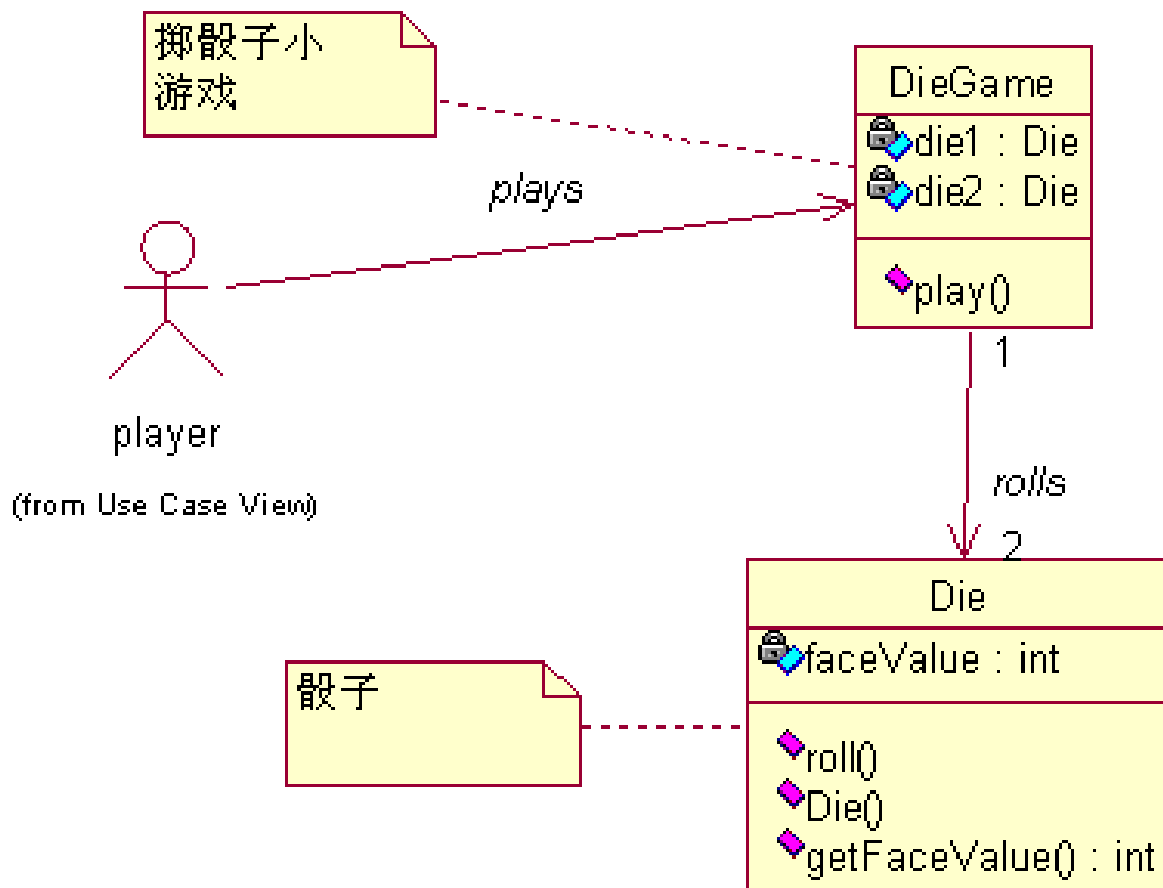 掷骰子小
游戏
DieGame
die1 : Die
die2 : Die
play()
plays
player
(from Use Case View)
1
rolls
2
Die
faceValue : int
roll()
Die()
getFaceValue() : int
骰子